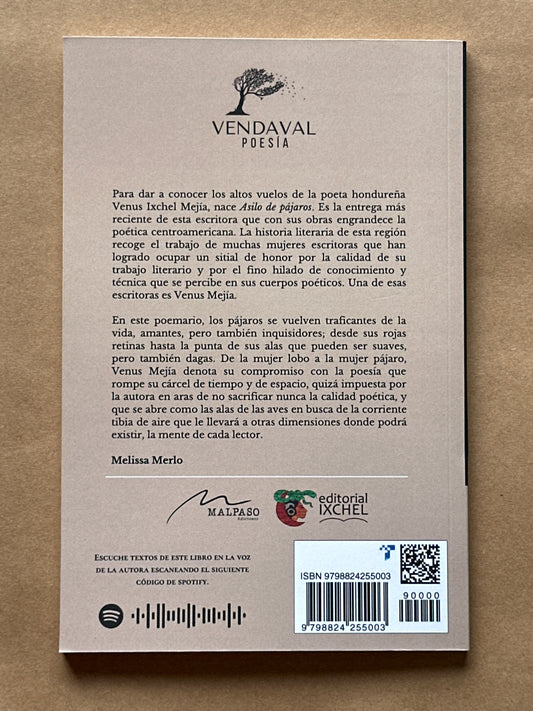 VENDAVAL
POESÍA
Para dar a conocer los altos vuelos de la poeta hondureña
Venus Ixchel Mejía, nace Asilo de pájaros. Es la entrega más
reciente de esta escritora que con sus obras engrandece la
poética centroamericana. La historia literaria de esta región
recoge el trabajo de muchas mujeres escritoras que han
logrado ocupar un sitial de honor por la calidad de su
trabajo literario y por el fino hilado de conocimiento y
técnica que se percibe en sus cuerpos poéticos. Una de esas
escritoras es Venus Mejía.
En este poemario, los pájaros se vuelven traficantes de la
vida, amantes, pero también inquisidores; desde sus rojas
retinas hasta la punta de sus alas que pueden ser suaves,
pero también dagas. De la mujer lobo a la mujer pájaro,
Venus Mejía denota su compromiso con la poesía que
rompe su cárcel de tiempo y de espacio, quizá impuesta por
la autora en aras de no sacrificar nunca la calidad poética, y
que se abre como las alas de las aves en busca de la corriente
tibia de aire que le llevará a otras dimensiones donde podrá
existir, la mente de cada lector.
Melissa Merlo
MALPASO
Ediciones
editorial
IXCHEL
ESCUCHE TEXTOS DE ESTE LIBRO EN LA VOZ
DE LA AUTORA ESCANEANDO EL SIGUIENTE
CÓDIGO DE SPOTIFY.
ISBN 9798824255003
90000
9 798824 255003